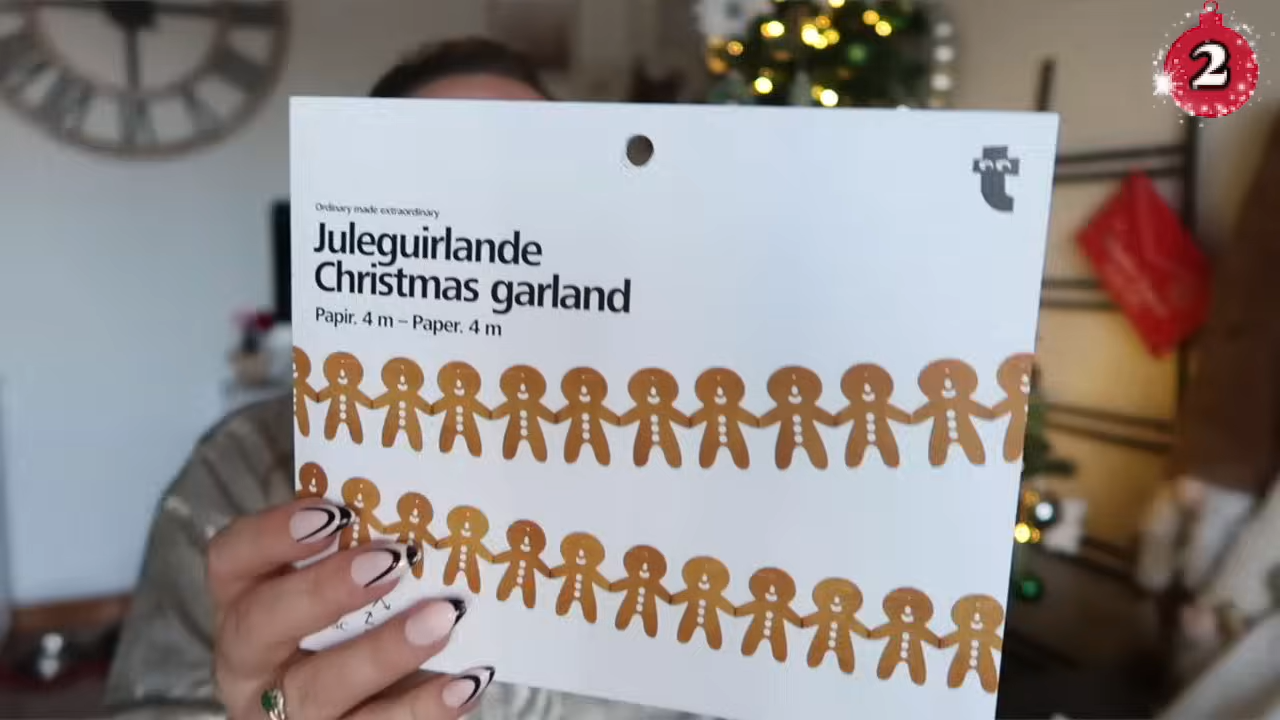 2
Ordinary made extraordinary
Juleguirlande
Christmas garland
Papir. 4 m – Paper. 4 m